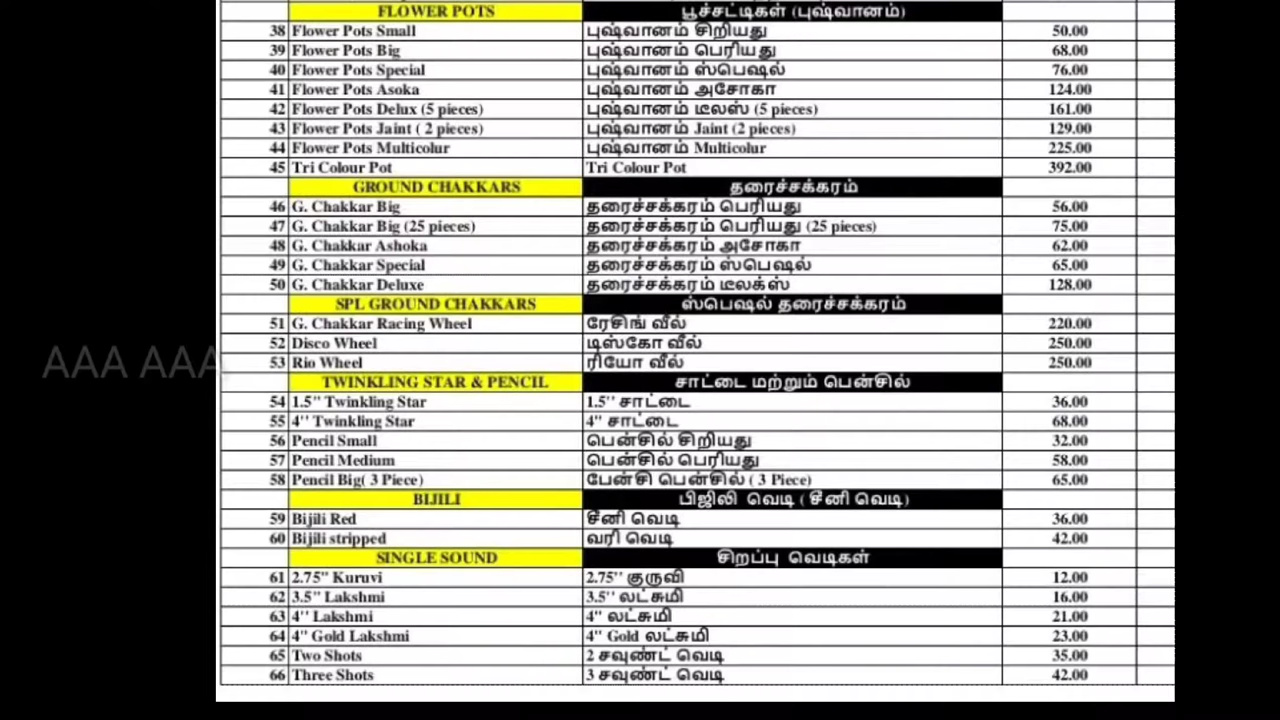 FLOWER POTS பூச்சட்டிகள் (புஷ்வானம்)
38 Flower Pots Small புஷ்வானம் சிறியது 50.00
39 Flower Pots Big புஷ்வானம் பெரியது 68.00
40 Flower Pots Special புஷ்வானம் ஸ்பெஷல் 76.00
41 Flower Pots Asoka புஷ்வானம் அசோகா 124.00
42 Flower Pots Delux (5 pieces) புஷ்வானம் டீலஸ் (5 pieces) 161.00
43 Flower Pots Jaint ( 2 pieces) புஷ்வானம் Jaint (2 pieces) 129.00
44 Flower Pots Multicolur புஷ்வானம் Multicolur 225.00
45 Tri Colour Pot Tri Colour Pot 392.00
GROUND CHAKKARS தரைச்சக்கரம்
46 G. Chakkar Big தரைச்சக்கரம் பெரியது 56.00
47 G. Chakkar Big (25 pieces) தரைச்சக்கரம் பெரியது (25 pieces) 75.00
48 G. Chakkar Ashoka தரைச்சக்கரம் அசோகா 62.00
49 G. Chakkar Special தரைச்சக்கரம் ஸ்பெஷல் 65.00
50 G. Chakkar Deluxe தரைச்சக்கரம் டீலக்ஸ் 128.00
SPL GROUND CHAKKARS ஸ்பெஷல் தரைச்சக்கரம்
51 G. Chakkar Racing Wheel ரேசிங் வீல் 220.00
52 Disco Wheel டிஸ்கோ வீல் 250.00
53 Rio Wheel ரியோ வீல் 250.00
AAA AAA
TWINKLING STAR & PENCIL சாட்டை மற்றும் பென்சில்
54 1.5" Twinkling Star 1.5'' சாட்டை 36.00
55 4'' Twinkling Star 4" சாட்டை 68.00
56 Pencil Small பென்சில் சிறியது 32.00
57 Pencil Medium பென்சில் பெரியது 58.00
58 Pencil Big( 3 Piece) பேன்சி பென்சில் ( 3 Piece) 65.00
BIJILI பிஜிலி வெடி ( சீனி வெடி)
59 Bijili Red சீனி வெடி 36.00
60 Bijili stripped வரி வெடி 42.00
SINGLE SOUND சிறப்பு வெடிகள்
61 2.75" Kuruvi 2.75'' குருவி 12.00
62 3.5" Lakshmi 3.5'' லட்சுமி 16.00
63 4'' Lakshmi 4" லட்சுமி 21.00
64 4" Gold Lakshmi 4" Gold லட்சுமி 23.00
65 Two Shots 2 சவுண்ட் வெடி 35.00
66 Three Shots 3 சவுண்ட் வெடி 42.00